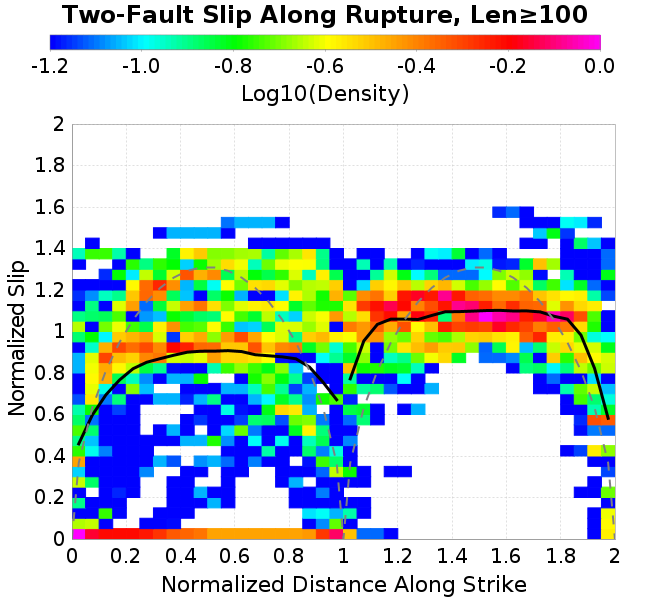 Two-Fault Slip Along Rupture, Len≥100
-1.2 -1.0 -0.8 -0.6 -0.4 -0.2 0.0
Log10(Density)
2
1.8
1.6
1.4
1.2
1
0.8
0.6
0.4
0.2
0
Normalized Slip
0 0.2 0.4 0.6 0.8 1 1.2 1.4 1.6 1.8 2
Normalized Distance Along Strike